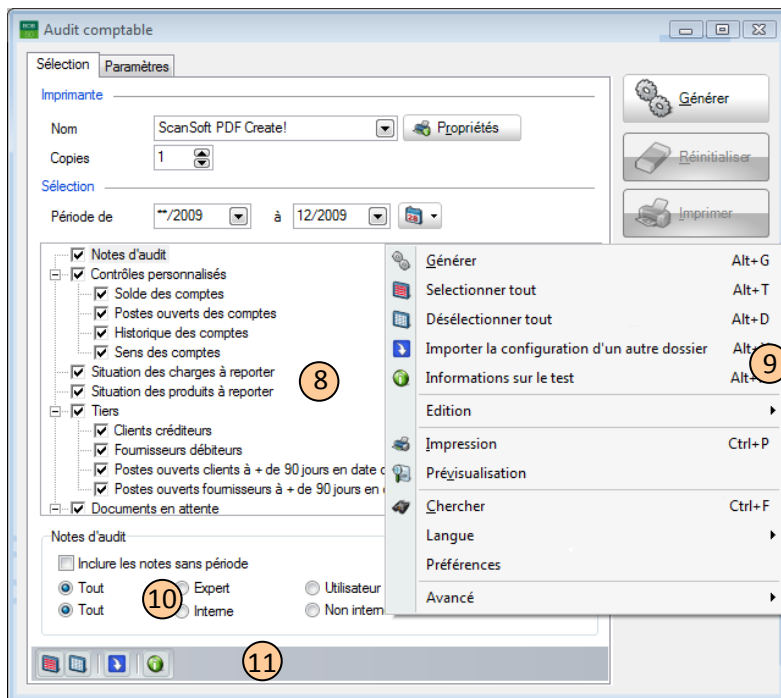 Audit comptable
Sélection Paramètres
Imprimante
Nom ScanSoft PDF Create! Propriétés
Copies 1
Sélection
Période de **/2009 à 12/2009
Générer
Réinitialiser
Imprimer
Notes d'audit
Contrôles personnalisés
Solde des comptes
Postes ouverts des comptes
Historique des comptes
Sens des comptes
Situation des charges à reporter
Situation des produits à reporter
Tiers
Clients créditeurs
Fournisseurs débiteurs
Postes ouverts clients à + de 90 jours en date
Postes ouverts fournisseurs à + de 90 jours en
Documents en attente
8
Générer Alt+G
Selectionner tout Alt+T
Désélectionner tout Alt+D
Importer la configuration d'un autre dossier Alt+
Informations sur le test Alt+
9
Edition
Impression Ctrl+P
Prévisualisation
Chercher Ctrl+F
Langue
Préférences
Avancé
Notes d'audit
Inclure les notes sans période
Tout Expert Utilisateur
Tout Interne Non intern
10
11